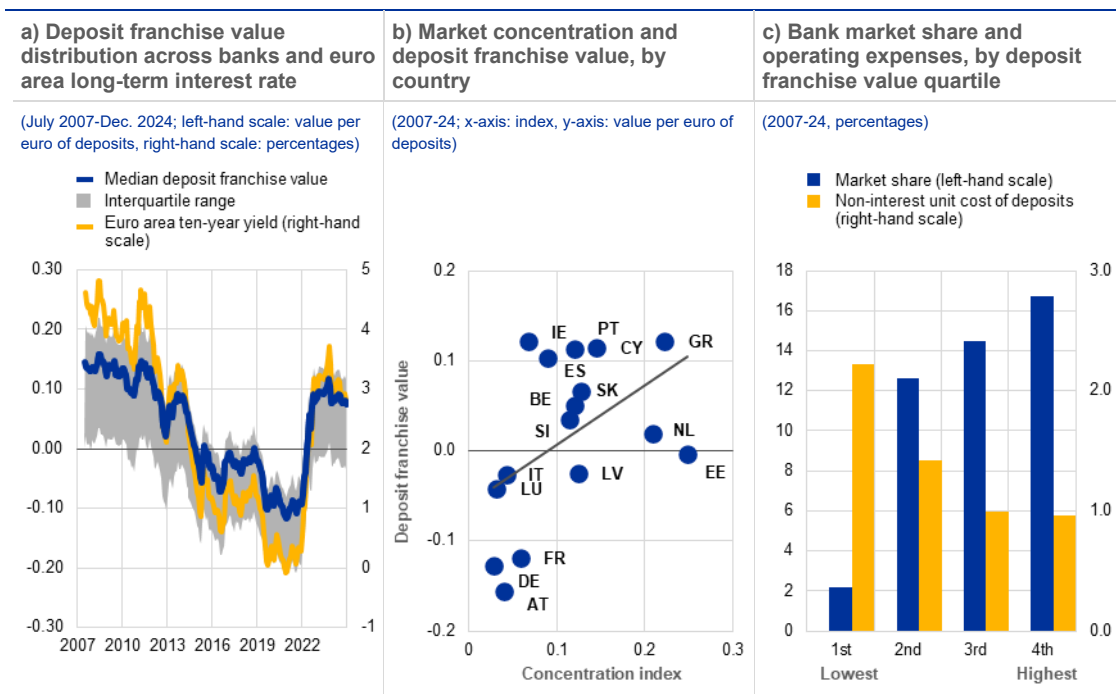 a) Deposit franchise value
distribution across banks and euro
area long-term interest rate
(July 2007-Dec. 2024; left-hand scale: value per
euro of deposits, right-hand scale: percentages)
Median deposit franchise value
Interquartile range
Euro area ten-year yield (right-hand
scale)
0.30
0.20
0.10
0.00
-0.10
-0.20
-0.30
5
4
3
2
1
0
-1
2007 2010 2013 2016 2019 2022
b) Market concentration and
deposit franchise value, by
country
(2007-24; x-axis: index, y-axis: value per euro of
deposits)
Deposit franchise value
0.2
0.1
0.0
-0.1
-0.2
IE
PT
CY
GR
ES
SK
BE
SI
NL
EE
IT
LV
LU
FR
DE
AT
0 0.1 0.2 0.3
Concentration index
c) Bank market share and
operating expenses, by deposit
franchise value quartile
(2007-24, percentages)
Market share (left-hand scale)
Non-interest unit cost of deposits
(right-hand scale)
18
16
14
12
10
8
6
4
2
0
3.0
2.0
1.0
0.0
1st 2nd 3rd 4th
Lowest Highest